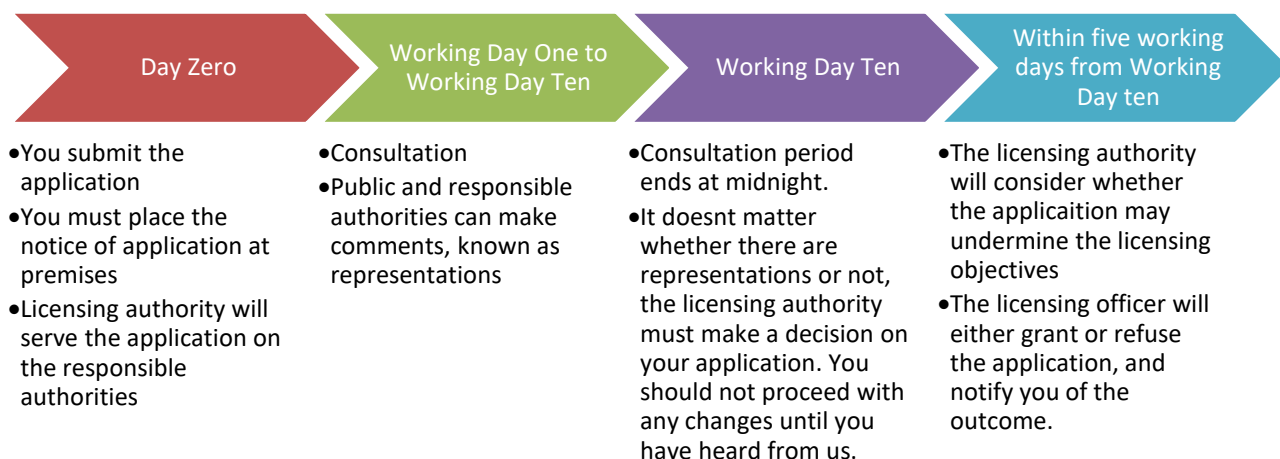 Day Zero
•You submit the
application
•You must place the
notice of application at
premises
•Licensing authority will
serve the application on
the responsible
authorities
Working Day One to
Working Day Ten
•Consultation
•Public and responsible
authorities can make
comments, known as
representations
Working Day Ten
•Consultation period
ends at midnight.
•It doesnt matter
whether there are
representations or not,
the licensing authority
must make a decision on
your application. You
should not proceed with
any changes until you
have heard from us.
Within five working
days from Working
Day ten
•The licensing authority
will consider whether
the applicaition may
undermine the licensing
objectives
•The licensing officer will
either grant or refuse
the application, and
notify you of the
outcome.